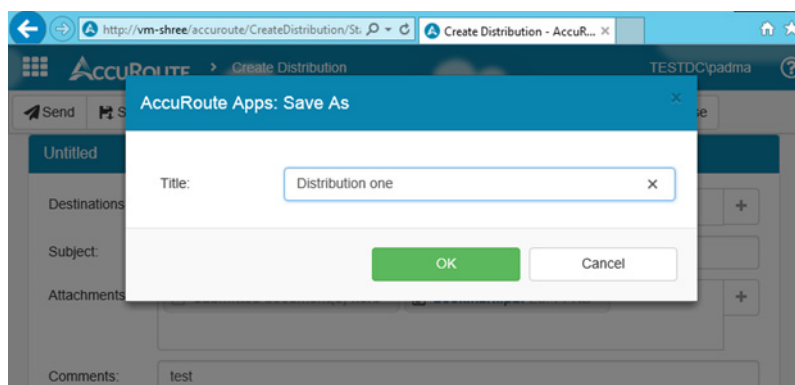 http://vm-shree/accuroute/CreateDistribution/St
Create Distribution - AccuR...
ACCUROUTE > Create Distribution TESTDC\padma
Send S
AccuRoute Apps: Save As
Untitled
Title: Distribution one
Destinations
Subject:
OK Cancel
Attachments
Comments: test